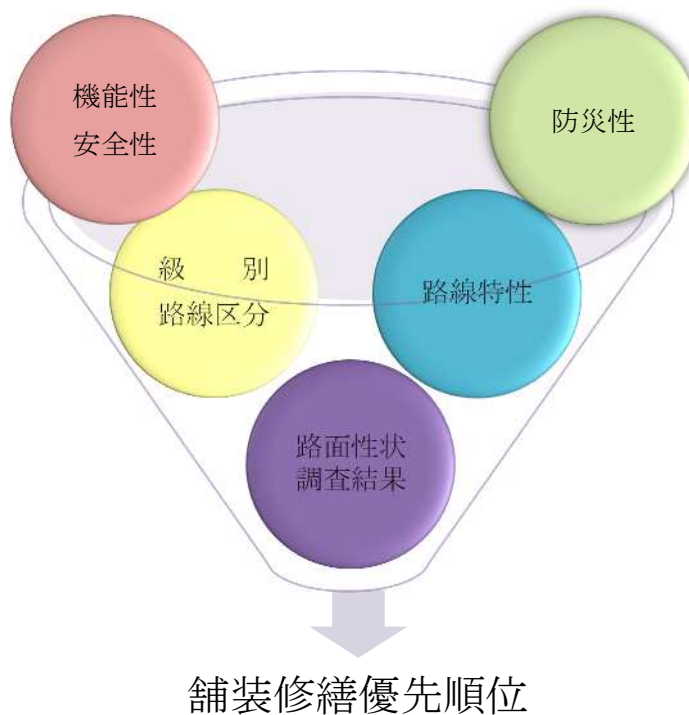 機能性
安全性
防災性
級　　別
路線区分
路線特性
路面性状
調査結果
舗装修繕優先順位